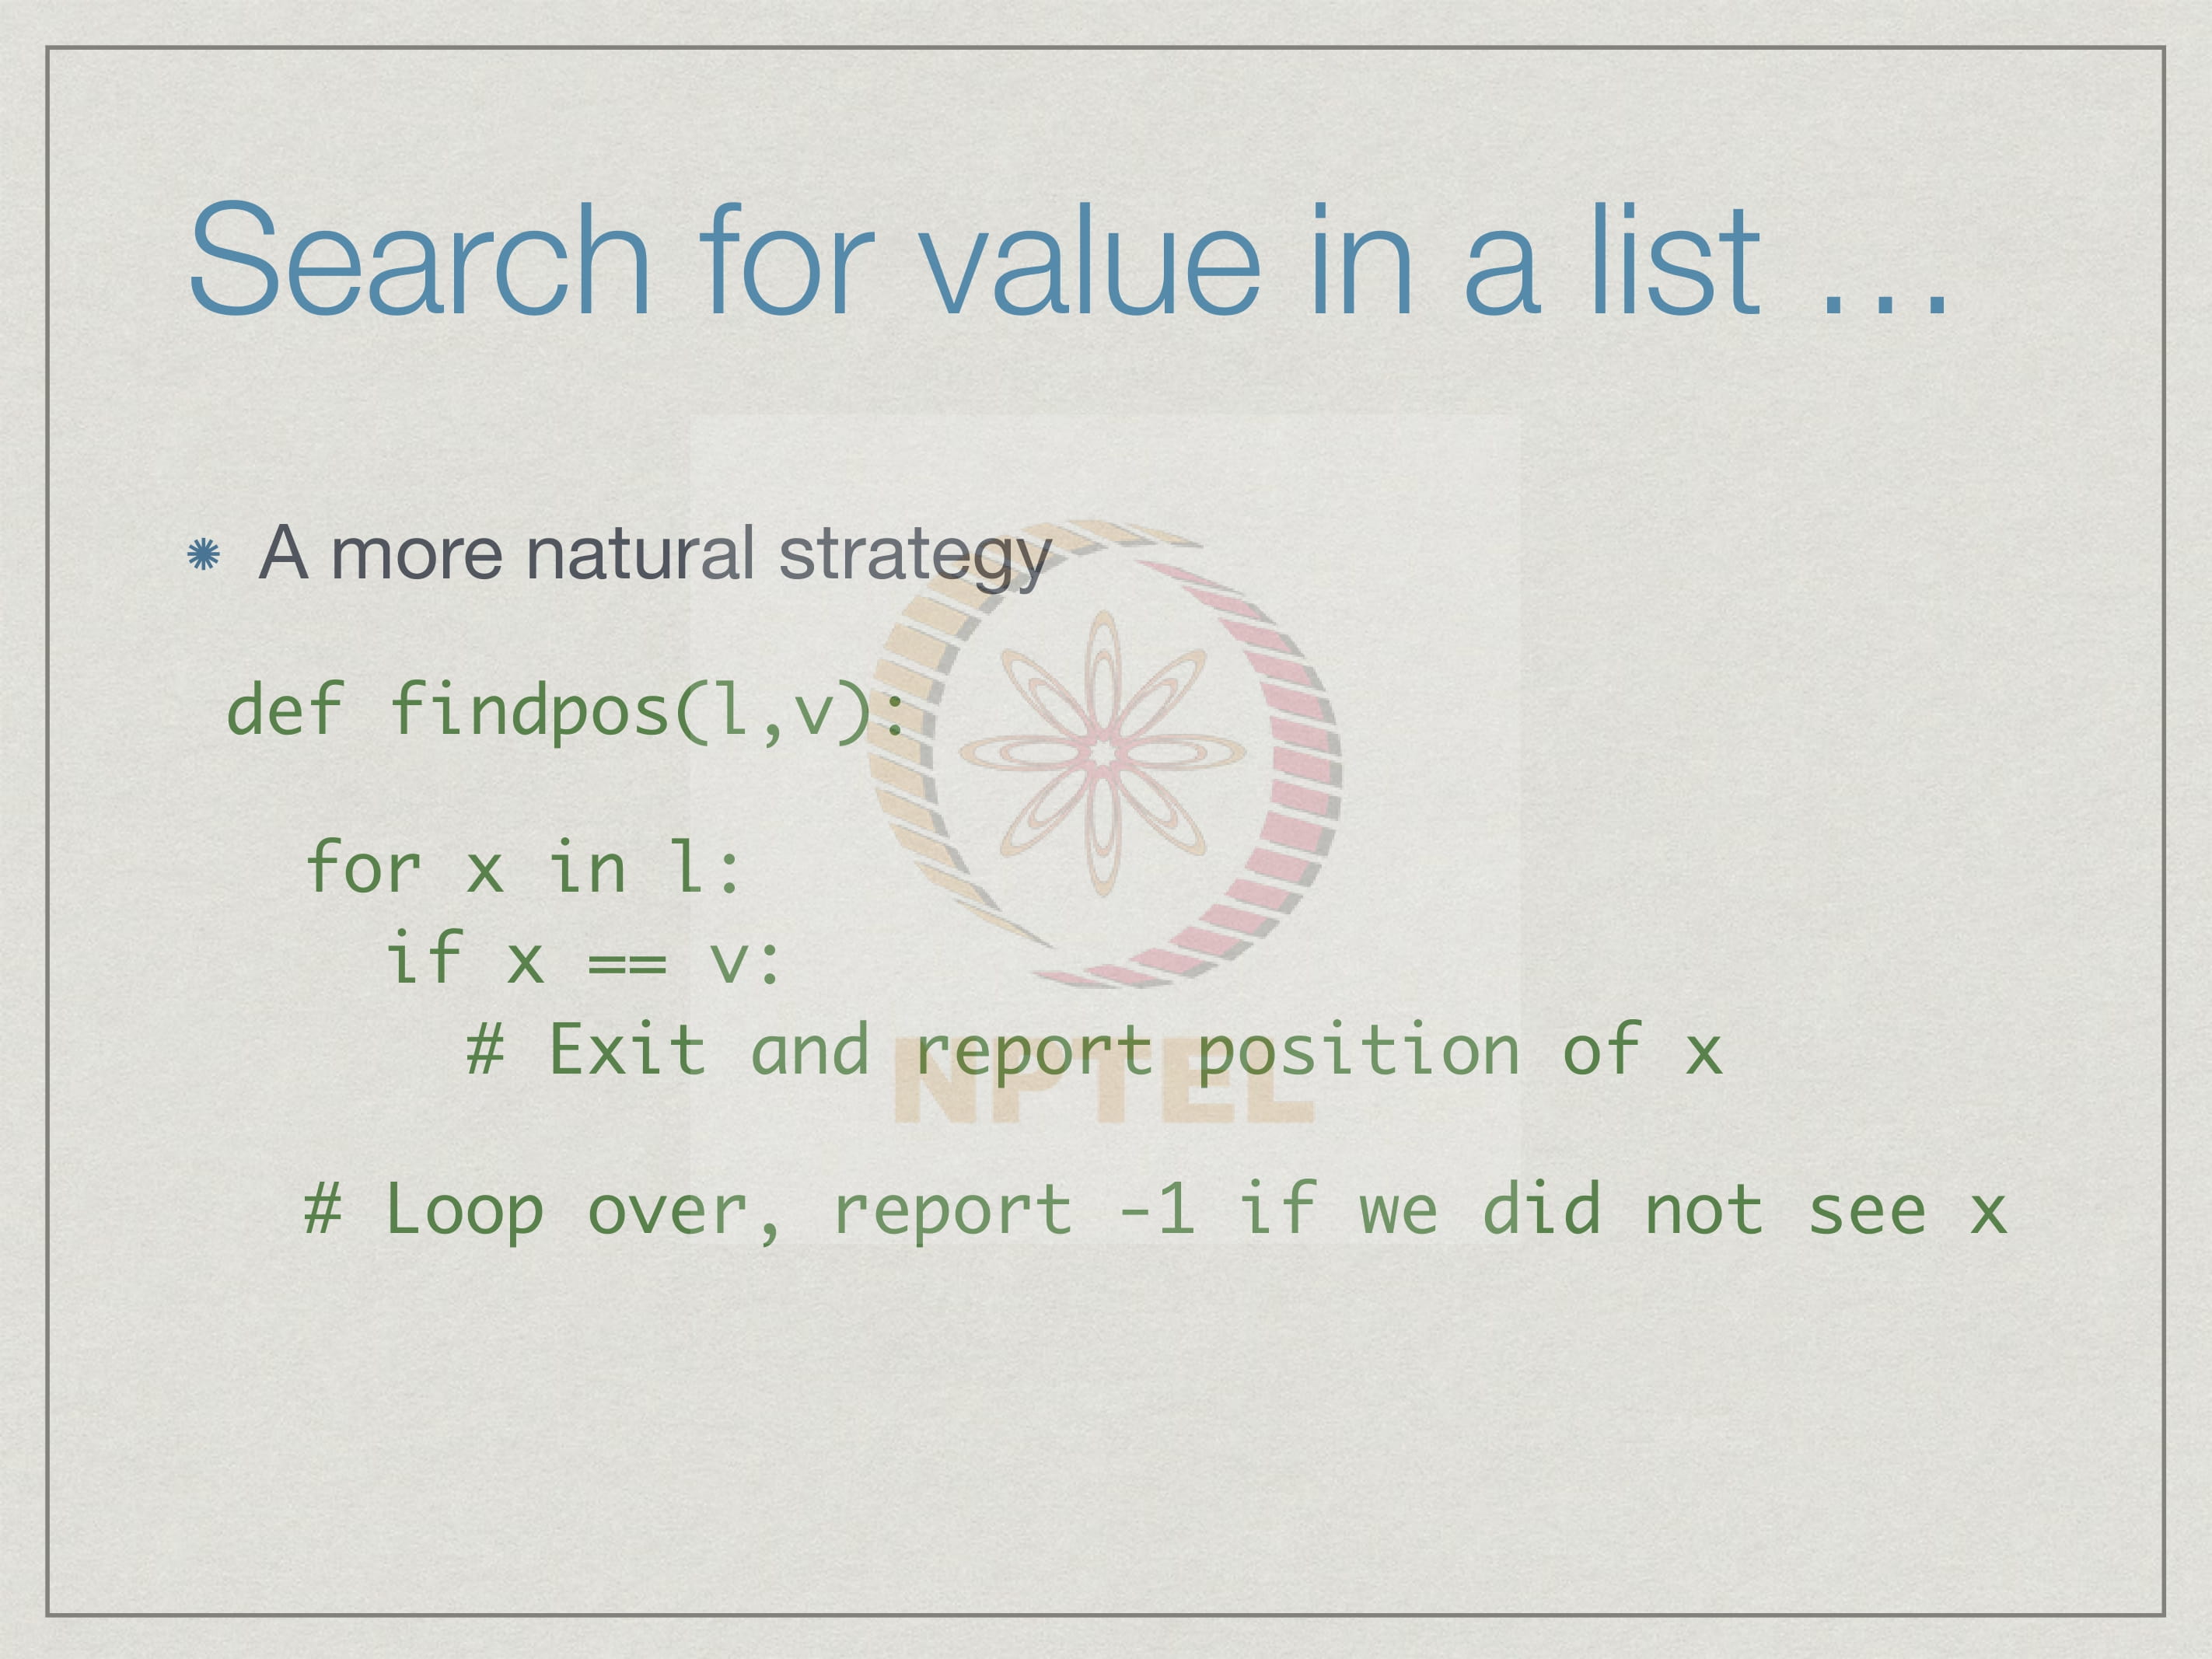 Search for value in a list …
A more natural strategy
def findpos(l,v):
for x in l:
if x == v:
# Exit and report position of x
NPTEL
# Loop over, report -1 if we did not see x